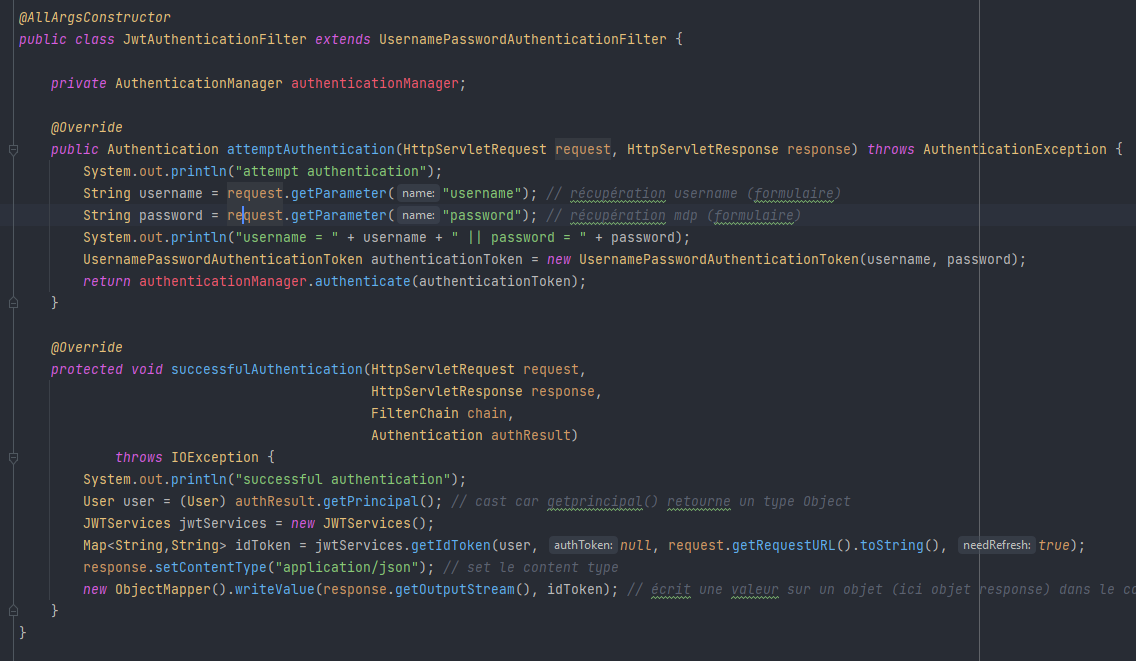 @AllArgsConstructor
public class JwtAuthenticationFilter extends UsernamePasswordAuthenticationFilter {
private AuthenticationManager authenticationManager;
@Override
public Authentication attemptAuthentication(HttpServletRequest request, HttpServletResponse response) throws AuthenticationException {
System.out.println("attempt authentication");
String username = request.getParameter( name: "username"); // récupération username (formulaire)
String password = request.getParameter( name: "password"); // récupération mdp (formulaire)
System.out.println("username = " + username + " || password = " + password);
UsernamePasswordAuthenticationToken authenticationToken = new UsernamePasswordAuthenticationToken(username, password);
return authenticationManager.authenticate(authenticationToken);
}
@Override
protected void successfulAuthentication(HttpServletRequest request,
HttpServletResponse response,
FilterChain chain,
Authentication authResult)
throws IOException {
System.out.println("successful authentication");
User user = (User) authResult.getPrincipal(); // cast car getprincipal() retourne un type Object
JWTServices jwtServices = new JWTServices();
Map<String,String> idToken = jwtServices.getIdToken(user, authToken: null, request.getRequestURL().toString(), needRefresh: true);
response.setContentType("application/json"); // set le content type
new ObjectMapper().writeValue(response.getOutputStream(), idToken); // écrit une valeur sur un objet (ici objet response) dans le
}
}